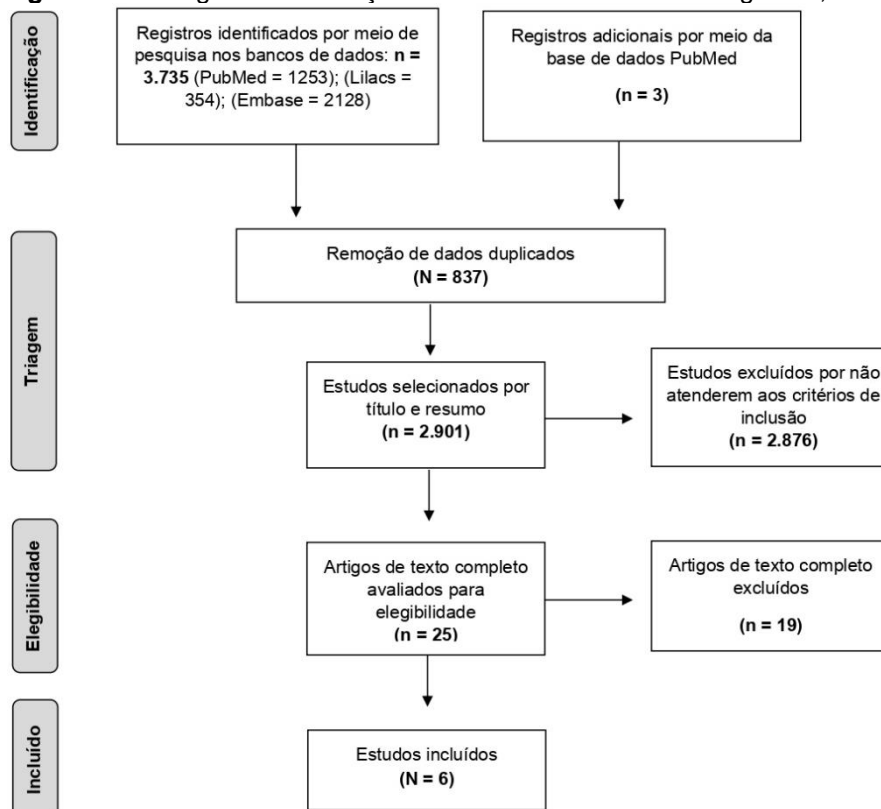 Identificação
Registros identificados por meio de
pesquisa nos bancos de dados: n =
3.735 (PubMed = 1253); (Lilacs =
354); (Embase = 2128)
Registros adicionais por meio da
base de dados PubMed
(n = 3)
Triagem
Remoção de dados duplicados
(N = 837)
Estudos selecionados por
título e resumo
(n = 2.901)
Estudos excluídos por não
atenderem aos critérios de
inclusão
(n = 2.876)
Elegibilidade
Artigos de texto completo
avaliados para
elegibilidade
(n = 25)
Artigos de texto completo
excluídos
(n = 19)
Incluído
Estudos incluídos
(N = 6)